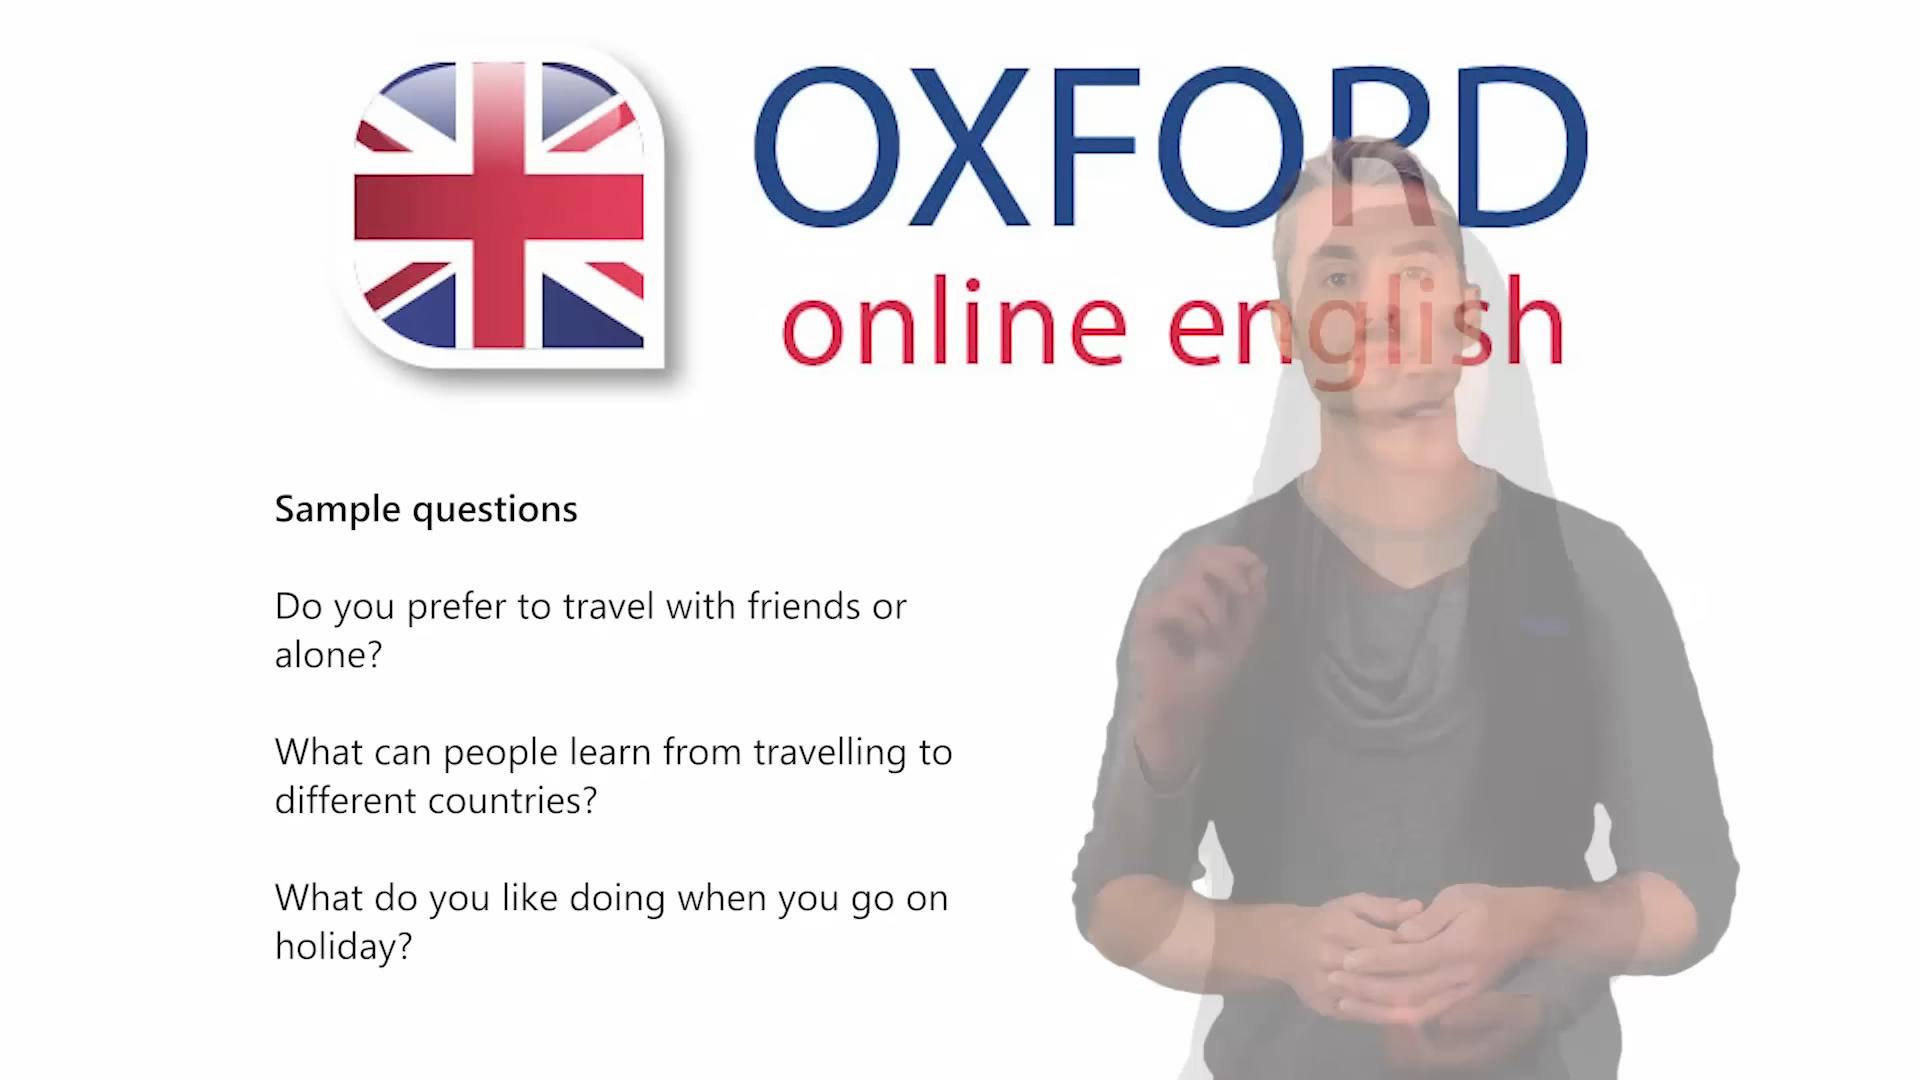 OXFORD
online english
Sample questions
Do you prefer to travel with friends or
alone?
What can people learn from travelling to
different countries?
What do you like doing when you go on
holiday?